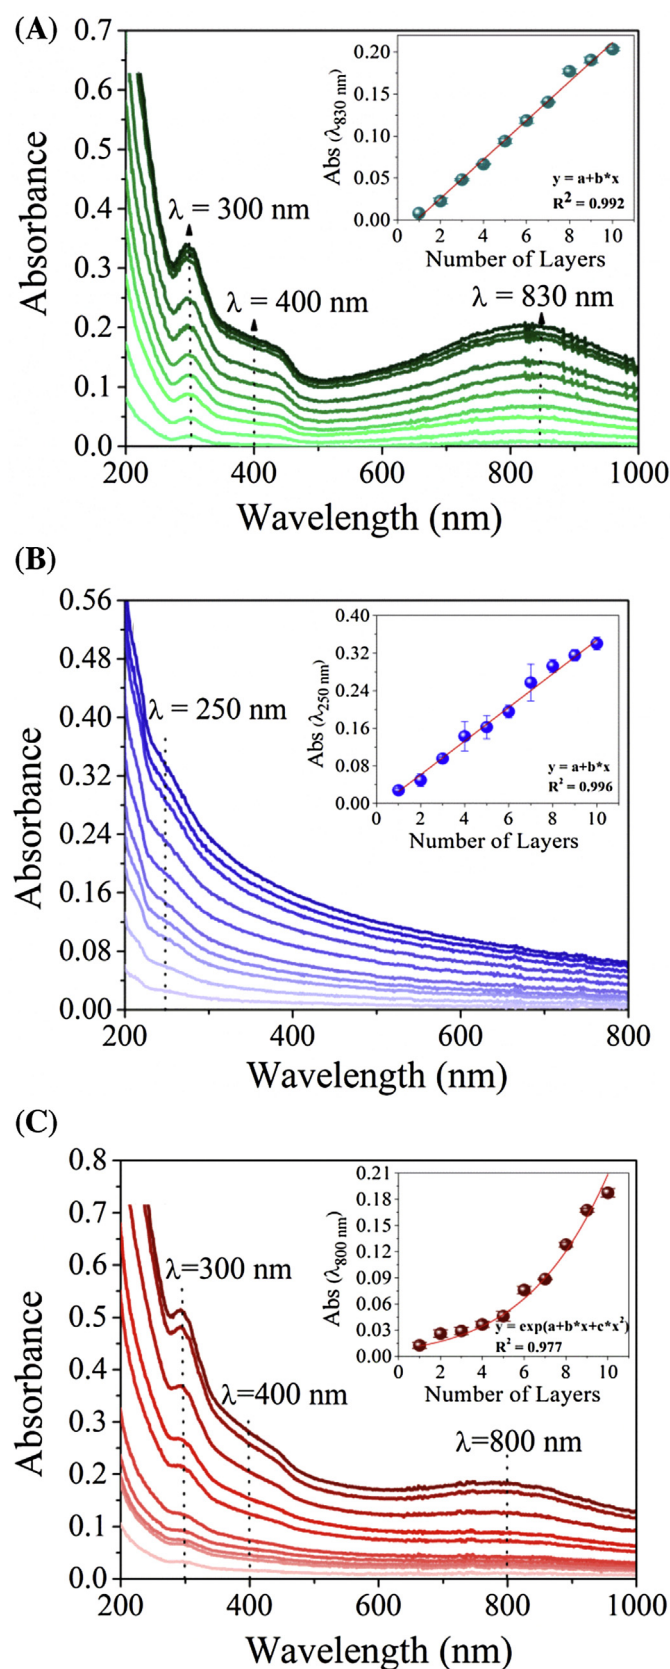 (A)
0.7
0.6
0.5
0.4
0.3
0.2
0.1
0.0
Absorbance
200 400 600 800 1000
Wavelength (nm)
λ = 300 nm
λ = 400 nm
λ = 830 nm
0.20
0.15
0.10
0.05
0.00
Abs (λ830 nm)
0 2 4 6 8 10
Number of Layers
y = a+b*x
R² = 0.992
(B)
0.56
0.48
0.40
0.32
0.24
0.16
0.08
0.00
Absorbance
200 400 600 800
Wavelength (nm)
λ = 250 nm
0.40
0.32
0.24
0.16
0.08
0.00
Abs (λ250 nm)
0 2 4 6 8 10
Number of Layers
y = a+b*x
R² = 0.996
(C)
0.8
0.7
0.6
0.5
0.4
0.3
0.2
0.1
0.0
Absorbance
200 400 600 800 1000
Wavelength (nm)
λ=300 nm
λ=400 nm
λ=800 nm
0.21
0.18
0.15
0.12
0.09
0.06
0.03
0.00
Abs (λ800 nm)
0 2 4 6 8 10
Number of Layers
y = exp(a+b*x+c*x²)
R² = 0.977